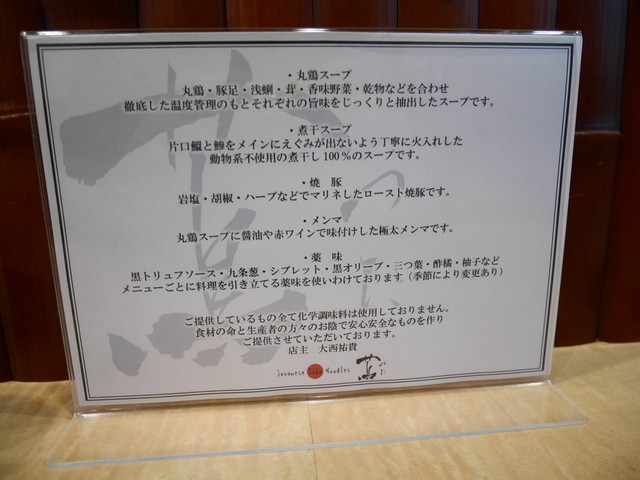 ・丸鶏スープ
丸鶏・豚足・浅蜊・茸・香味野菜・乾物などを合わせ
徹底した温度管理のもとそれぞれの旨味をじっくりと抽出したスープです。
・煮干スープ
片口鰮と鯵をメインにえぐみが出ないよう丁寧に火入れした
動物系不使用の煮干し100%のスープです。
・焼 豚
岩塩・胡椒・ハーブなどでマリネしたロースト焼豚です。
・メンマ
丸鶏スープに醤油や赤ワインで味付けした極太メンマです。
・薬 味
黒トリュフソース・九条葱・シブレット・黒オリーブ・三つ葉・酢橘・柚子など
メニューごとに料理を引き立てる薬味を使いわけております（季節により変更あり）
ご提供しているもの全て化学調味料は使用しておりません。
食材の命と生産者の方々のお陰で安心安全なものを作り
ご提供させていただいております。
店主 大西祐貴
Japanese Soba Noodles 蔦 つた